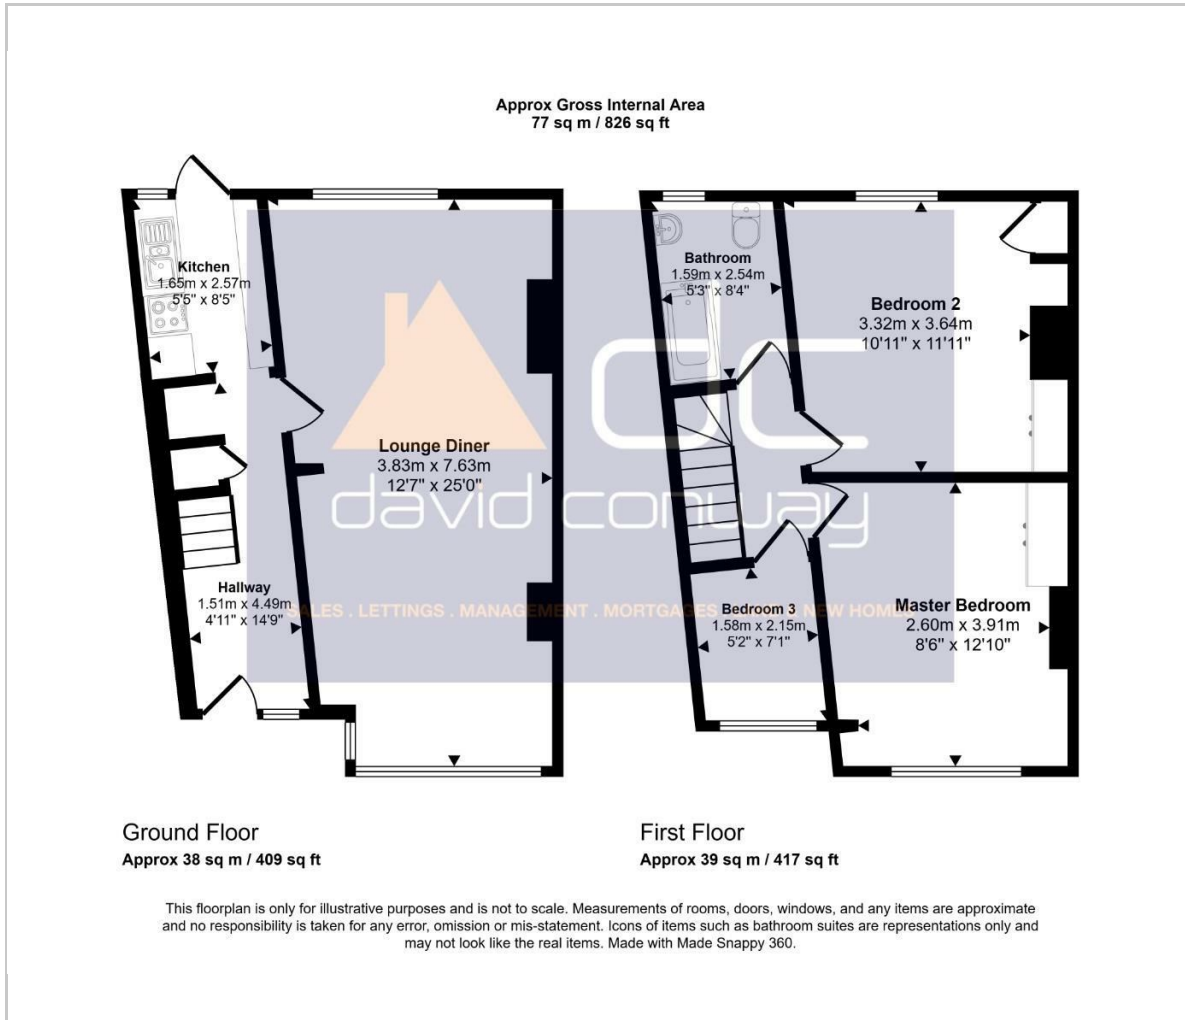 Approx Gross Internal Area
77 sq m / 826 sq ft
Kitchen
1.65m x 2.57m
5'5" x 8'5"
Lounge Diner
3.83m x 7.63m
12'7" x 25'0"
Hallway
1.51m x 4.49m
4'11" x 14'9"
Bathroom
1.59m x 2.54m
5'3" x 8'4"
Bedroom 2
3.32m x 3.64m
10'11" x 11'11"
Bedroom 3
1.58m x 2.15m
5'2" x 7'1"
Master Bedroom
2.60m x 3.91m
8'6" x 12'10"
DC
david conway
SALES . LETTINGS . MANAGEMENT . MORTGAGES NEW HOMES
Ground Floor
Approx 38 sq m / 409 sq ft
First Floor
Approx 39 sq m / 417 sq ft
This floorplan is only for illustrative purposes and is not to scale. Measurements of rooms, doors, windows, and any items are approximate
and no responsibility is taken for any error, omission or mis-statement. Icons of items such as bathroom suites are representations only and
may not look like the real items. Made with Made Snappy 360.